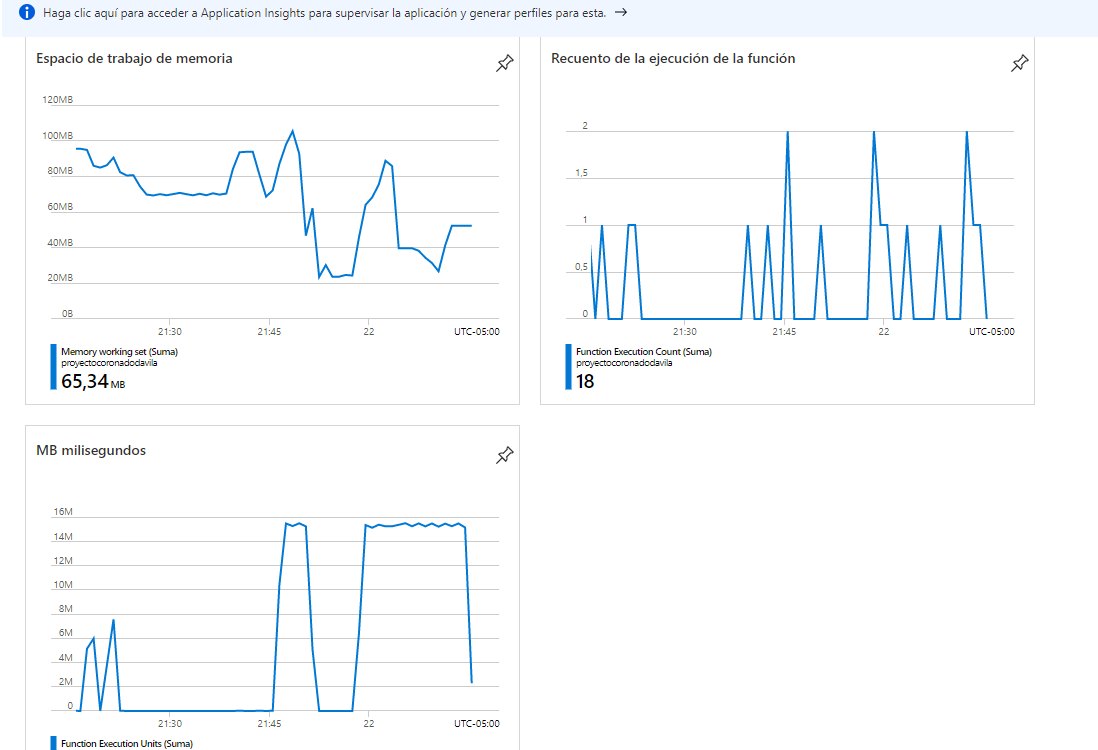 Haga clic aquí para acceder a Application Insights para supervisar la aplicación y generar perfiles para esta. →
Espacio de trabajo de memoria
120MB
100MB
80MB
60MB
40MB
20MB
0B
21:30
21:45
22
UTC-05:00
Memory working set (Suma)
proyectocoronadodavila
65,34 MB
Recuento de la ejecución de la función
2
1,5
1
0,5
0
21:30
21:45
22
UTC-05:00
Function Execution Count (Suma)
proyectocoronadodavila
18
MB milisegundos
16M
14M
12M
10M
8M
6M
4M
2M
0
21:30
21:45
22
UTC-05:00
Function Execution Units (Suma)